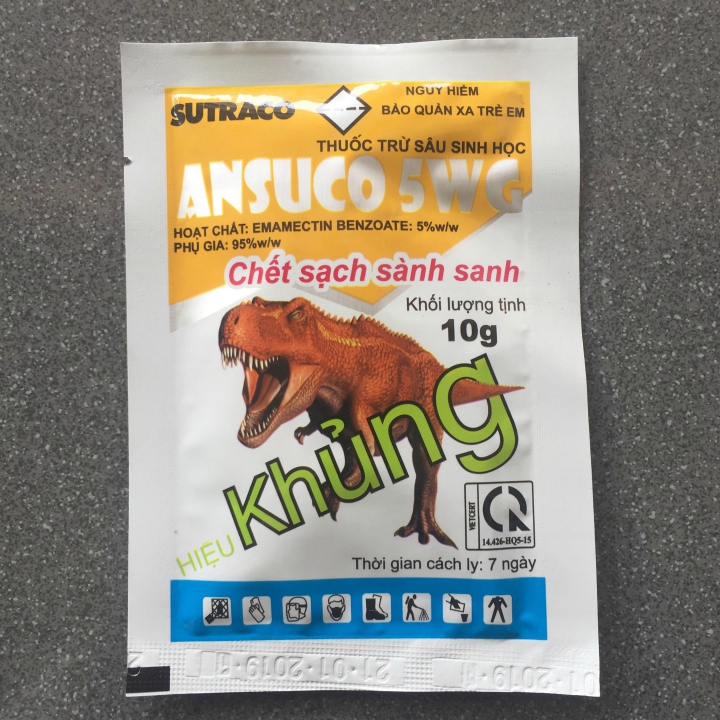 SUTRACO
NGUY HIỂM
BẢO QUẢN XA TRẺ EM
THUỐC TRỪ SÂU SINH HỌC
ANSUCO 5WG
HOẠT CHẤT: EMAMECTIN BENZOATE: 5%w/w
PHỤ GIA: 95%w/w
Chết sạch sành sanh
Khối lượng tịnh
10g
HIỆU Khủng
VIETCERT
14.426-HQ5-15
Thời gian cách ly: 7 ngày
21-01-2019